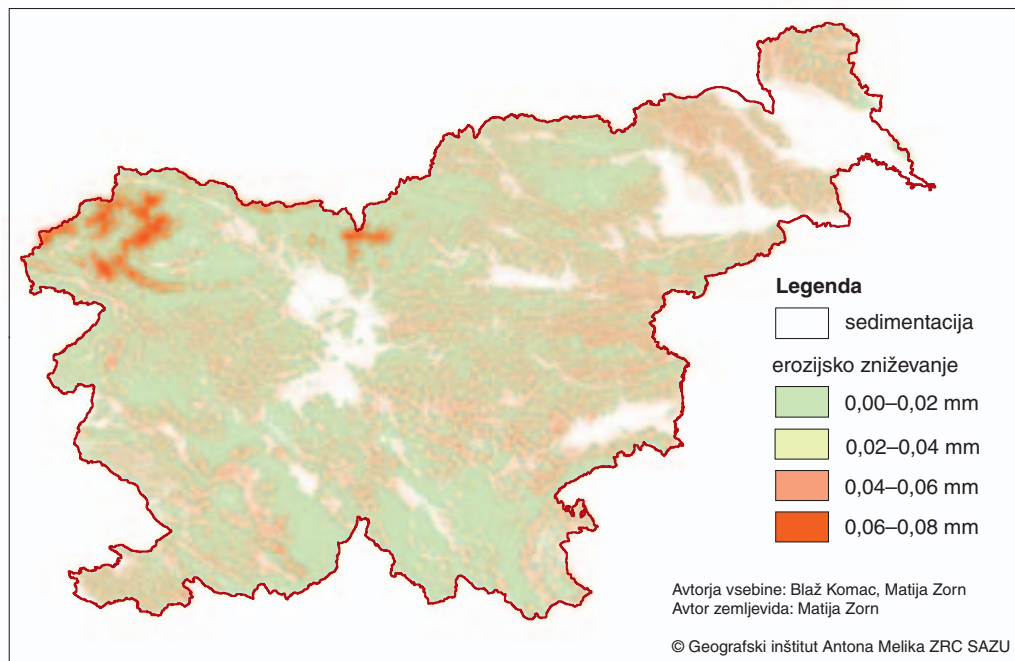 Legenda
sedimentacija
erozijsko zniževanje
0,00–0,02 mm
0,02–0,04 mm
0,04–0,06 mm
0,06–0,08 mm
Avtorja vsebine: Blaž Komac, Matija Zorn
Avtor zemljevida: Matija Zorn
© Geografski inštitut Antona Melika ZRC SAZU